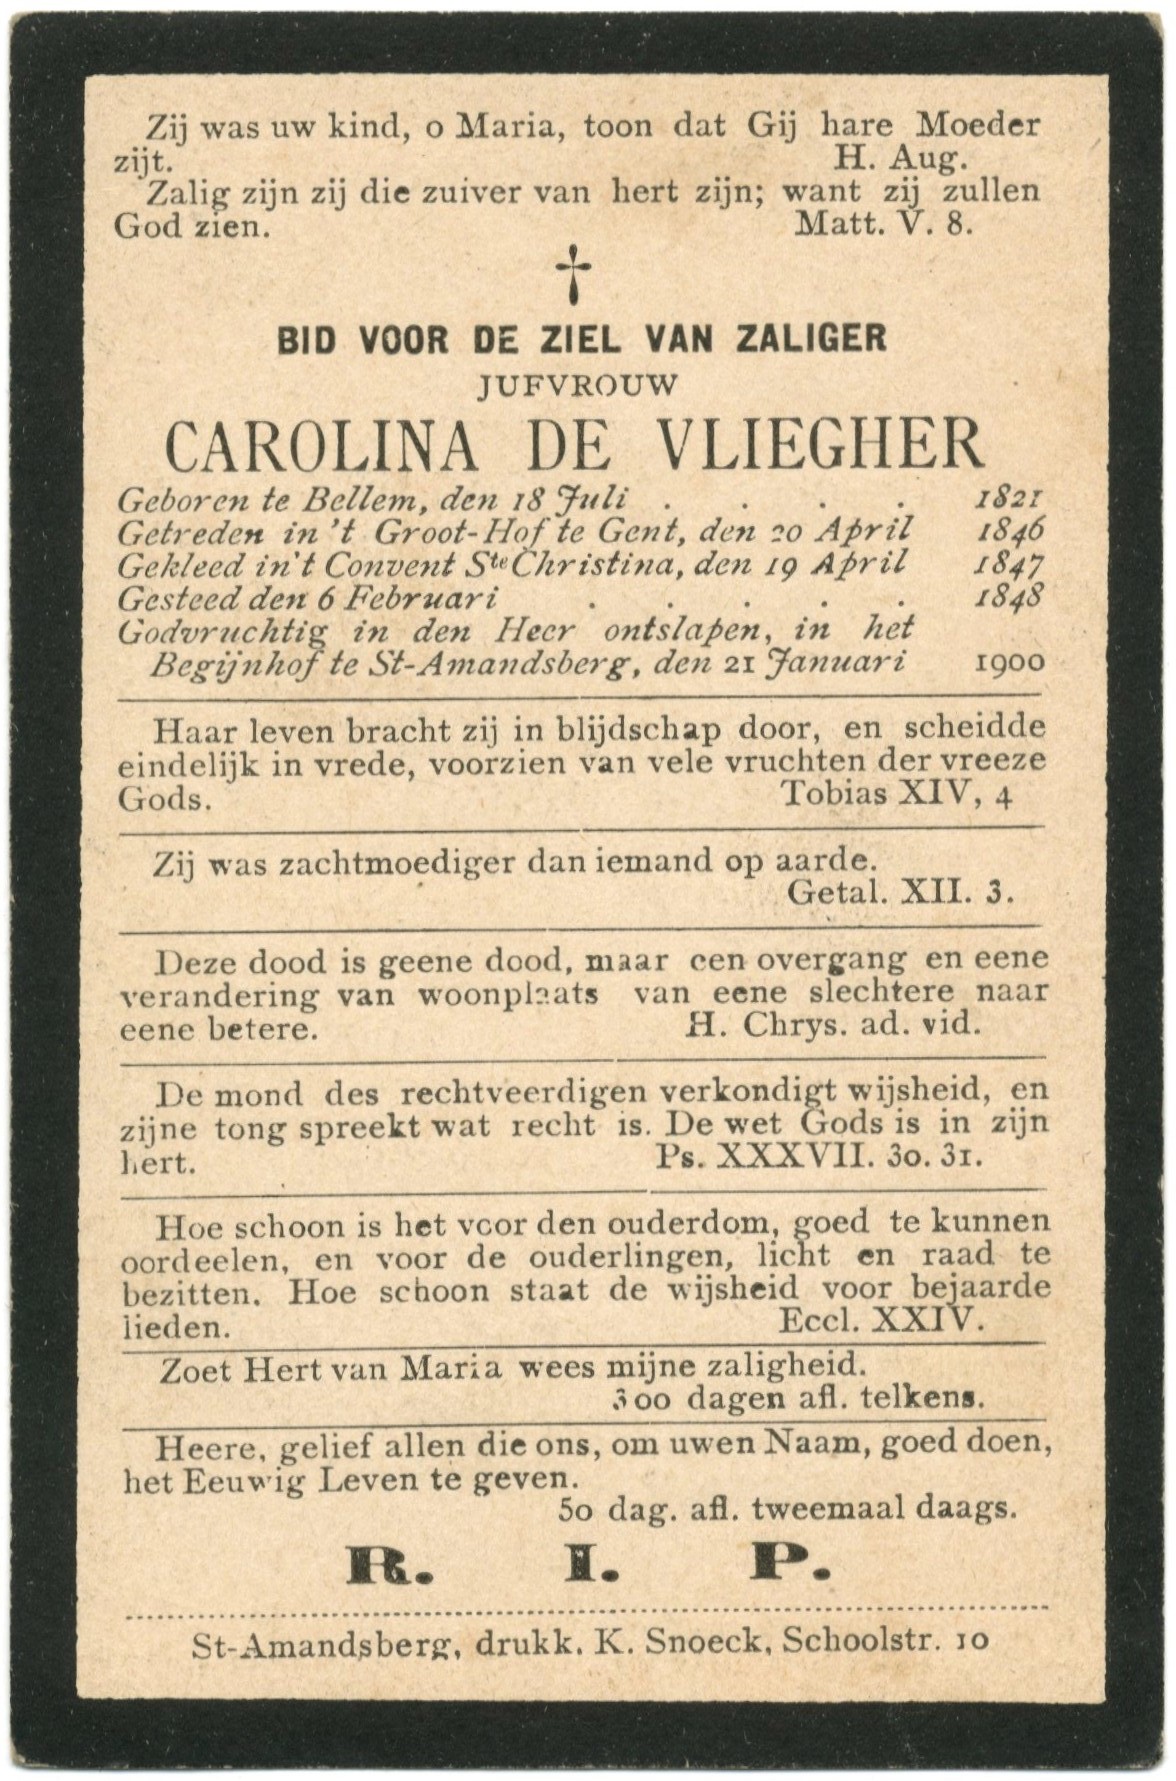 Zij was uw kind, o Maria, toon dat Gij hare Moeder
zijt. H. Aug.
Zalig zijn zij die zuiver van hert zijn; want zij zullen
God zien. Matt. V. 8.
†
BID VOOR DE ZIEL VAN ZALIGER
JUFVROUW
CAROLINA DE VLIEGHER
Geboren te Bellem, den 18 Juli . . . . 1821
Getreden in 't Groot-Hof te Gent, den 20 April 1846
Gekleed in't Convent Ste Christina, den 19 April 1847
Gesteed den 6 Februari . . . . . 1848
Godvruchtig in den Heer ontslapen, in het
Begijnhof te St-Amandsberg, den 21 Januari 1900
Haar leven bracht zij in blijdschap door, en scheidde
eindelijk in vrede, voorzien van vele vruchten der vreeze
Gods. Tobias XIV, 4
Zij was zachtmoediger dan iemand op aarde.
Getal. XII. 3.
Deze dood is geene dood, maar een overgang en eene
verandering van woonplaats van eene slechtere naar
eene betere. H. Chrys. ad. vid.
De mond des rechtveerdigen verkondigt wijsheid, en
zijne tong spreekt wat recht is. De wet Gods is in zijn
hert. Ps. XXXVII. 30. 31.
Hoe schoon is het voor den ouderdom, goed te kunnen
oordeelen, en voor de ouderlingen, licht en raad te
bezitten. Hoe schoon staat de wijsheid voor bejaarde
lieden. Eccl. XXIV.
Zoet Hert van Maria wees mijne zaligheid.
300 dagen afl. telkens.
Heere, gelief allen die ons, om uwen Naam, goed doen,
het Eeuwig Leven te geven.
50 dag. afl. tweemaal daags.
R. I. P.
St-Amandsberg, drukk. K. Snoeck, Schoolstr. 10